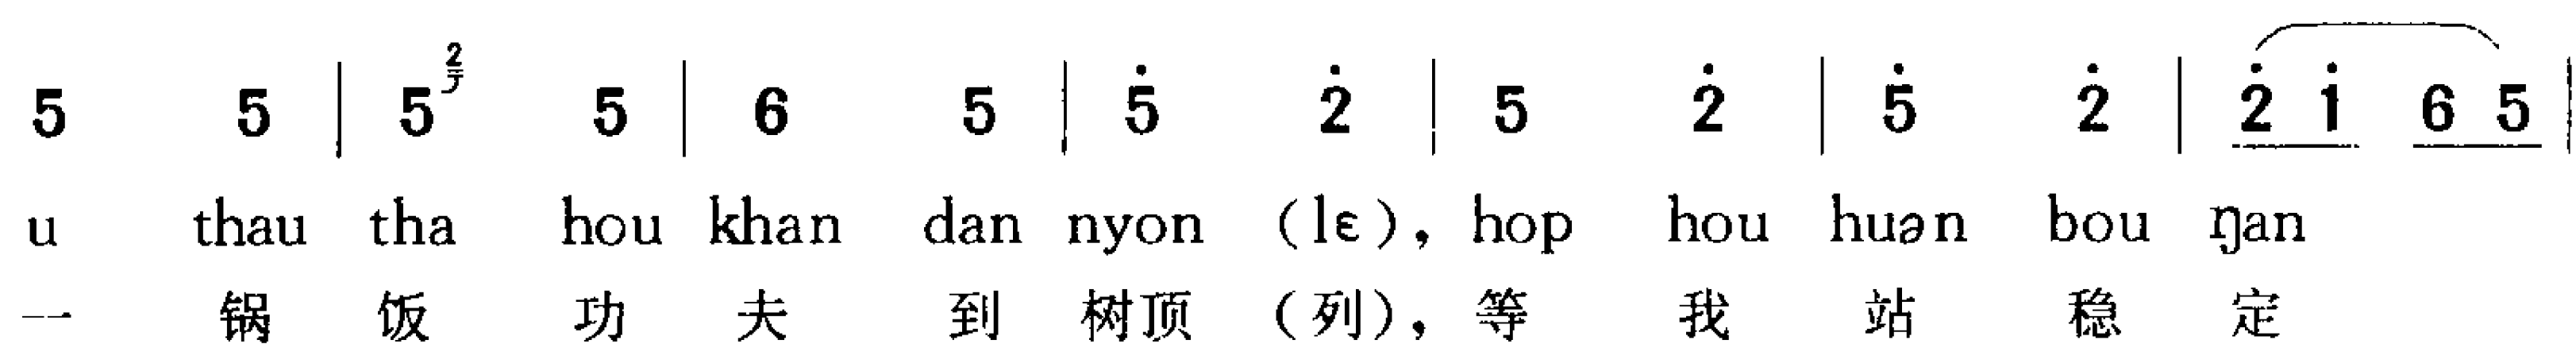 5 5 | 5 2 5 | 6 5 | 5̇ 2̇ | 5 2̇ | 5̇ 2̇ | 2̇ 1̇ 6 5 |
u thau tha hou khan dan nyon (lɛ), hop hou huən bou ŋan
一 锅 饭 功 夫 到 树顶 (列), 等 我 站 稳 定